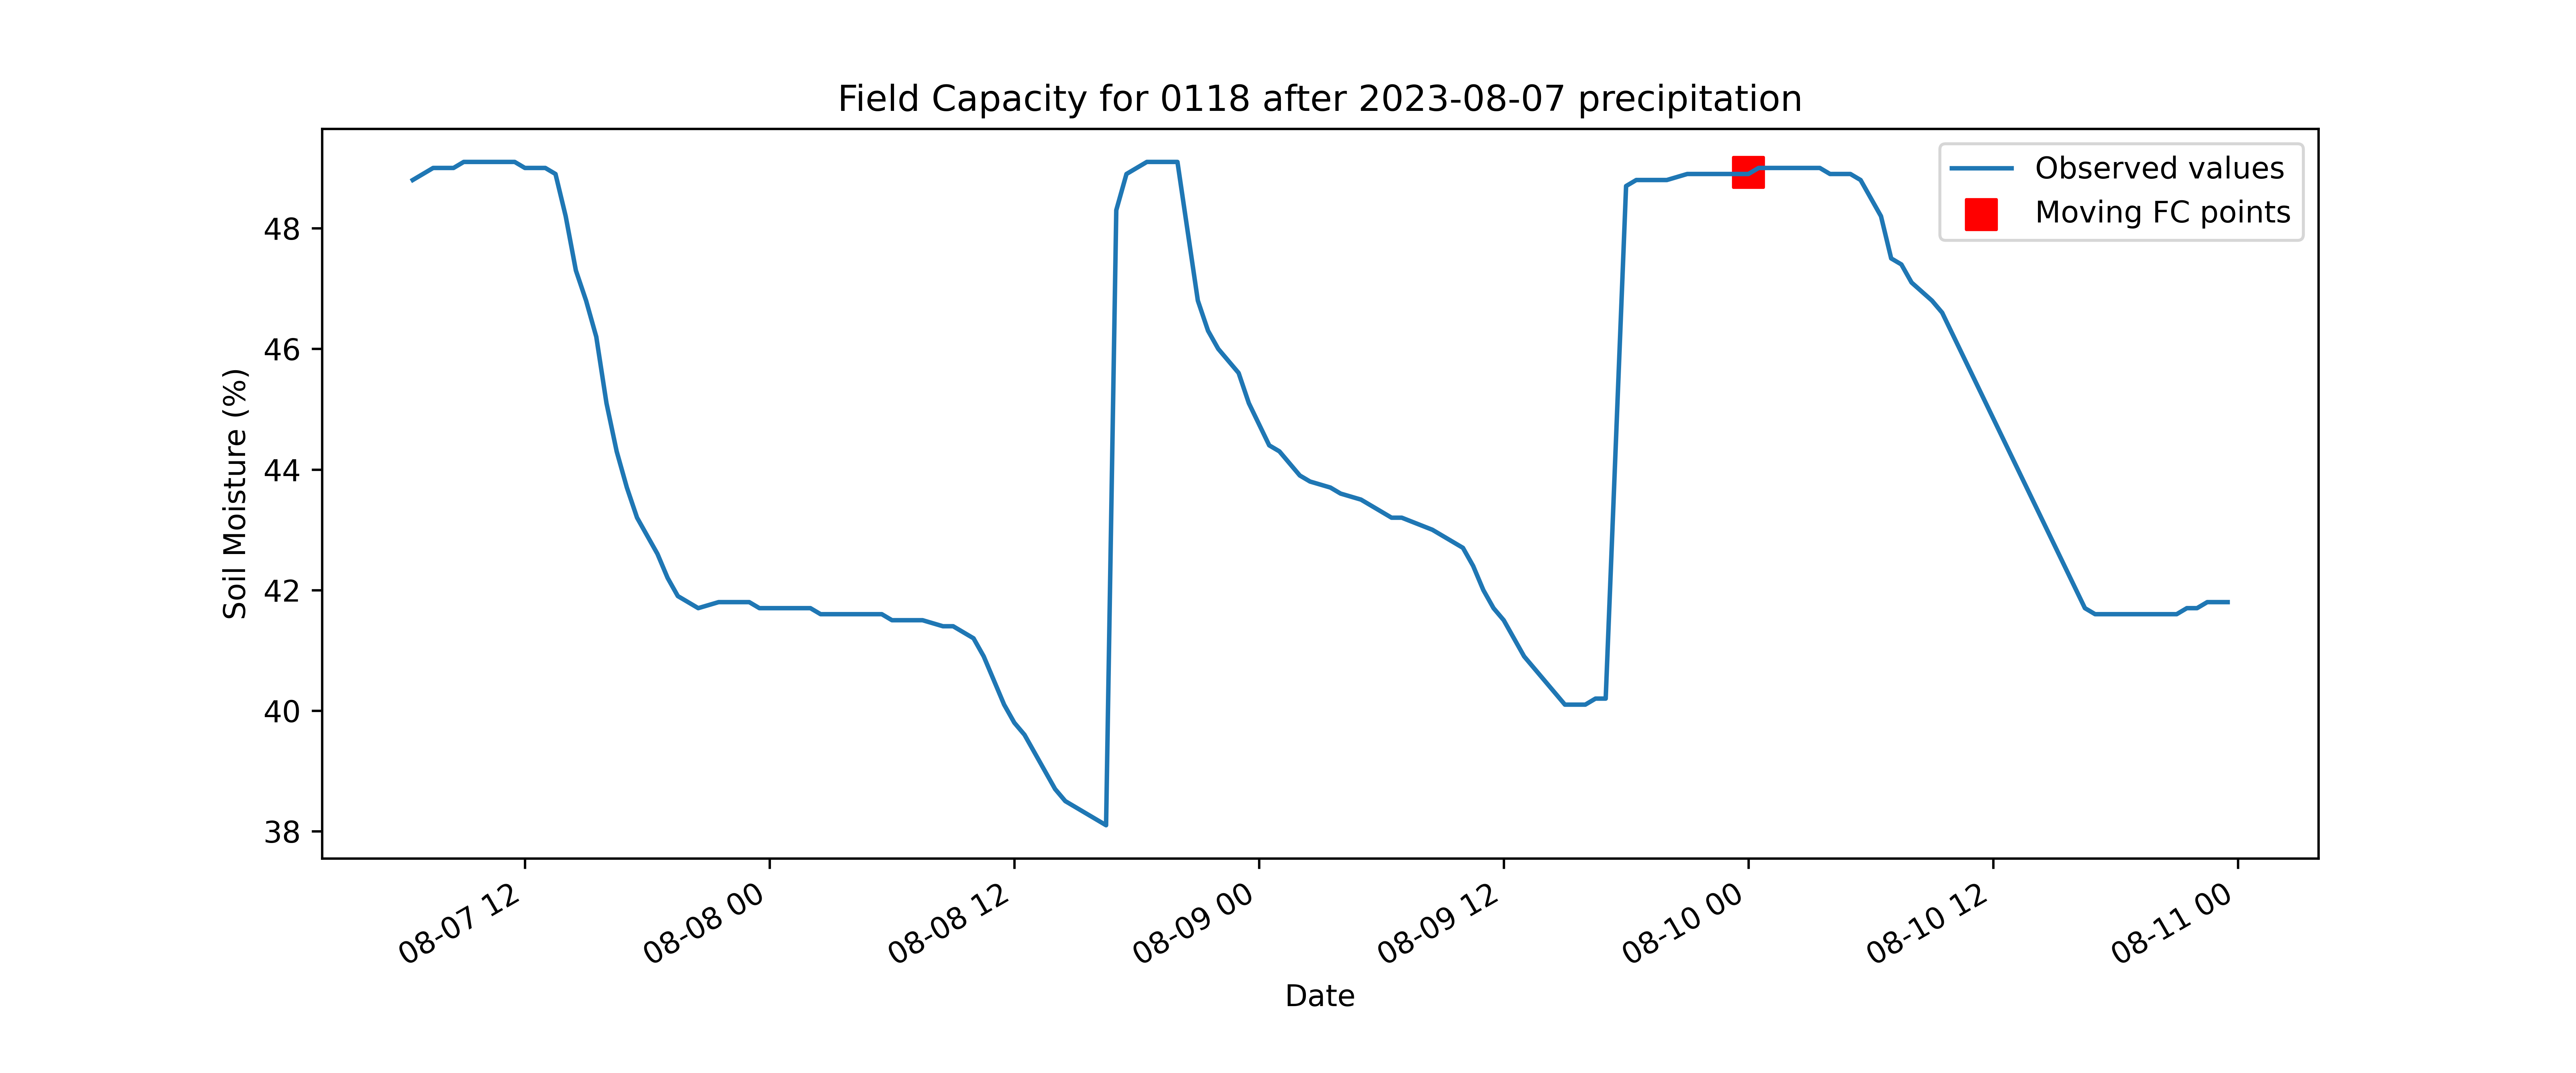 Field Capacity for 0118 after 2023-08-07 precipitation
Observed values
Moving FC points
Soil Moisture (%)
48
46
44
42
40
38
08-07 12
08-08 00
08-08 12
08-09 00
08-09 12
08-10 00
08-10 12
08-11 00
Date